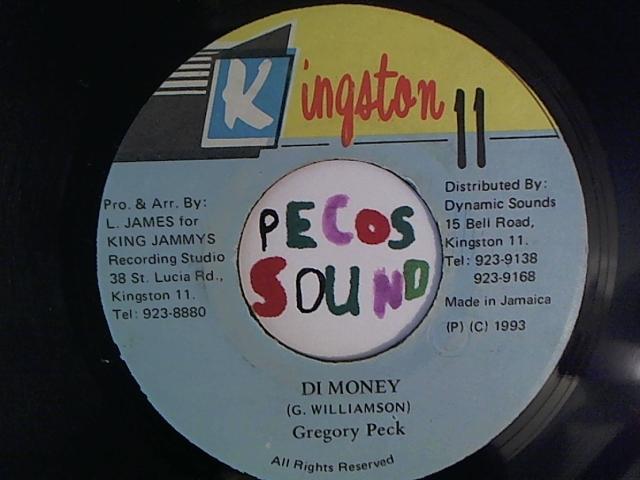 Kingston 11
Pro. & Arr. By:
L. JAMES for
KING JAMMYS
Recording Studio
38 St. Lucia Rd.,
Kingston 11.
Tel: 923-8880
PECOS
SOUND
Distributed By:
Dynamic Sounds
15 Bell Road,
Kingston 11.
Tel: 923-9138
923-9168
Made in Jamaica
(P) (C) 1993
DI MONEY
(G. WILLIAMSON)
Gregory Peck
All Rights Reserved